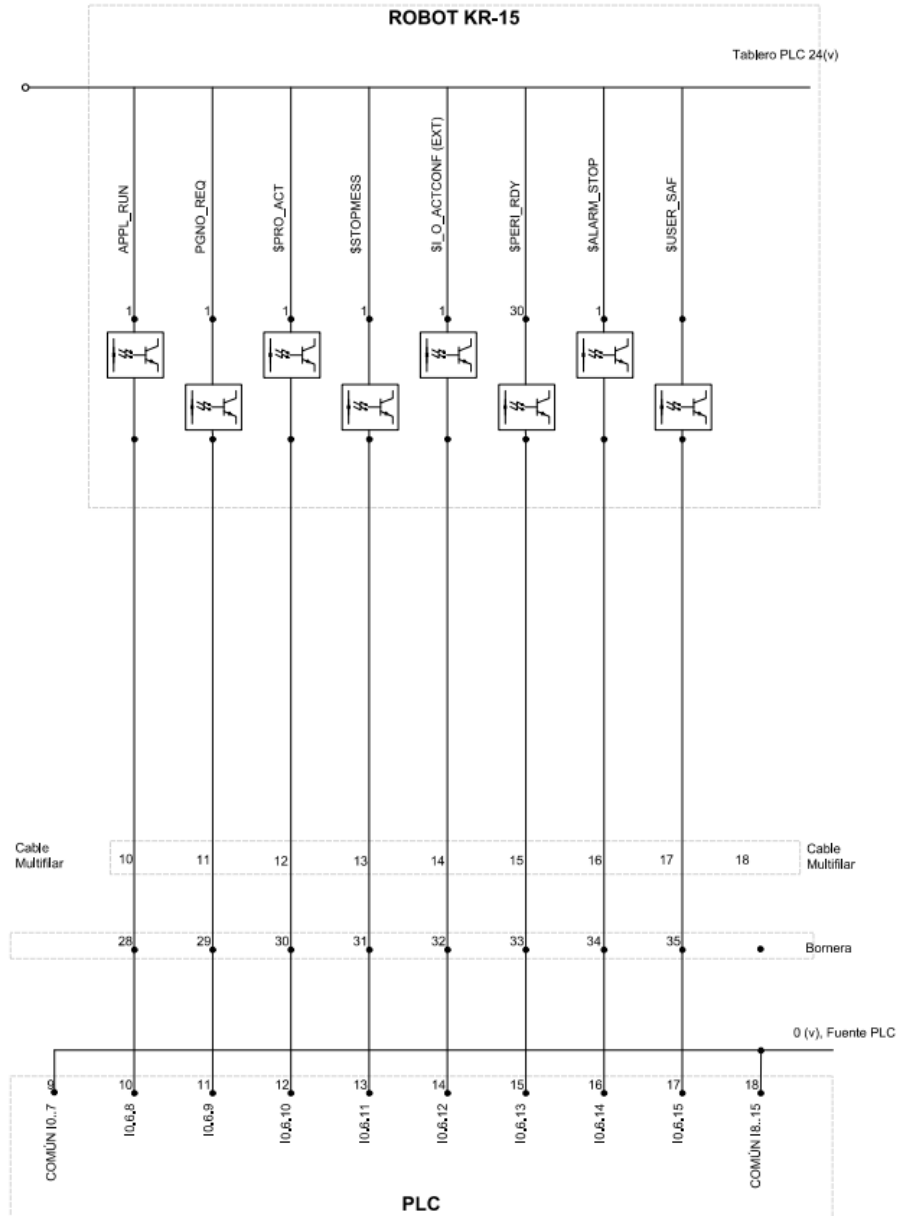 ROBOT KR-15
Tablero PLC 24(v)
APPL_RUN
PGNO_REQ
$PRO_ACT
$STOPMESS
$I_O_ACTCONF (EXT)
$PERI_RDY
$ALARM_STOP
$USER_SAF
1 1 1 1 1 30 1
Cable
Multifilar
10 11 12 13 14 15 16 17 18
Cable
Multifilar
28 29 30 31 32 33 34 35
Bornera
0 (v), Fuente PLC
9 10 11 12 13 14 15 16 17 18
COMÚN I0..7
I0.6.8
I0.6.9
I0.6.10
I0.6.11
I0.6.12
I0.6.13
I0.6.14
I0.6.15
COMÚN I8..15
PLC